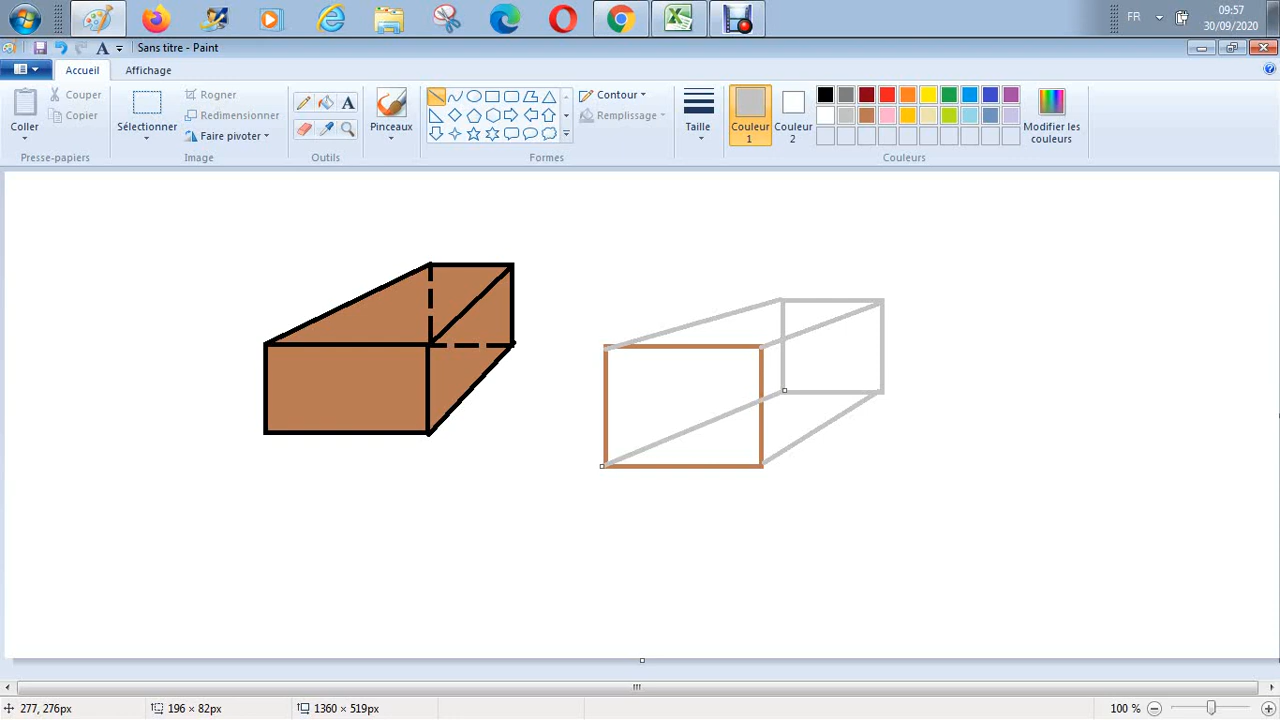 FR
09:57
30/09/2020
Sans titre - Paint
Accueil
Affichage
Coller
Couper
Copier
Presse-papiers
Sélectionner
Rogner
Redimensionner
Faire pivoter
Image
A
Outils
Pinceaux
Contour
Remplissage
Formes
Taille
Couleur 1
Couleur 2
Modifier les couleurs
Couleurs
277, 276px
196 × 82px
1360 × 519px
100 %